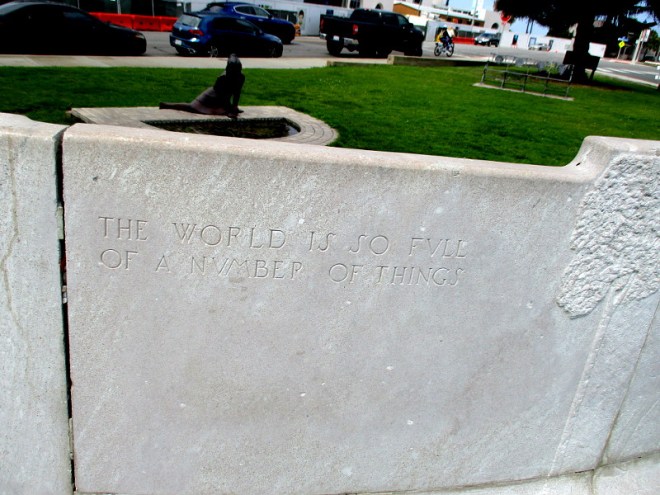 THE WORLD IS SO FVLL
OF A NVMBER OF THINGS